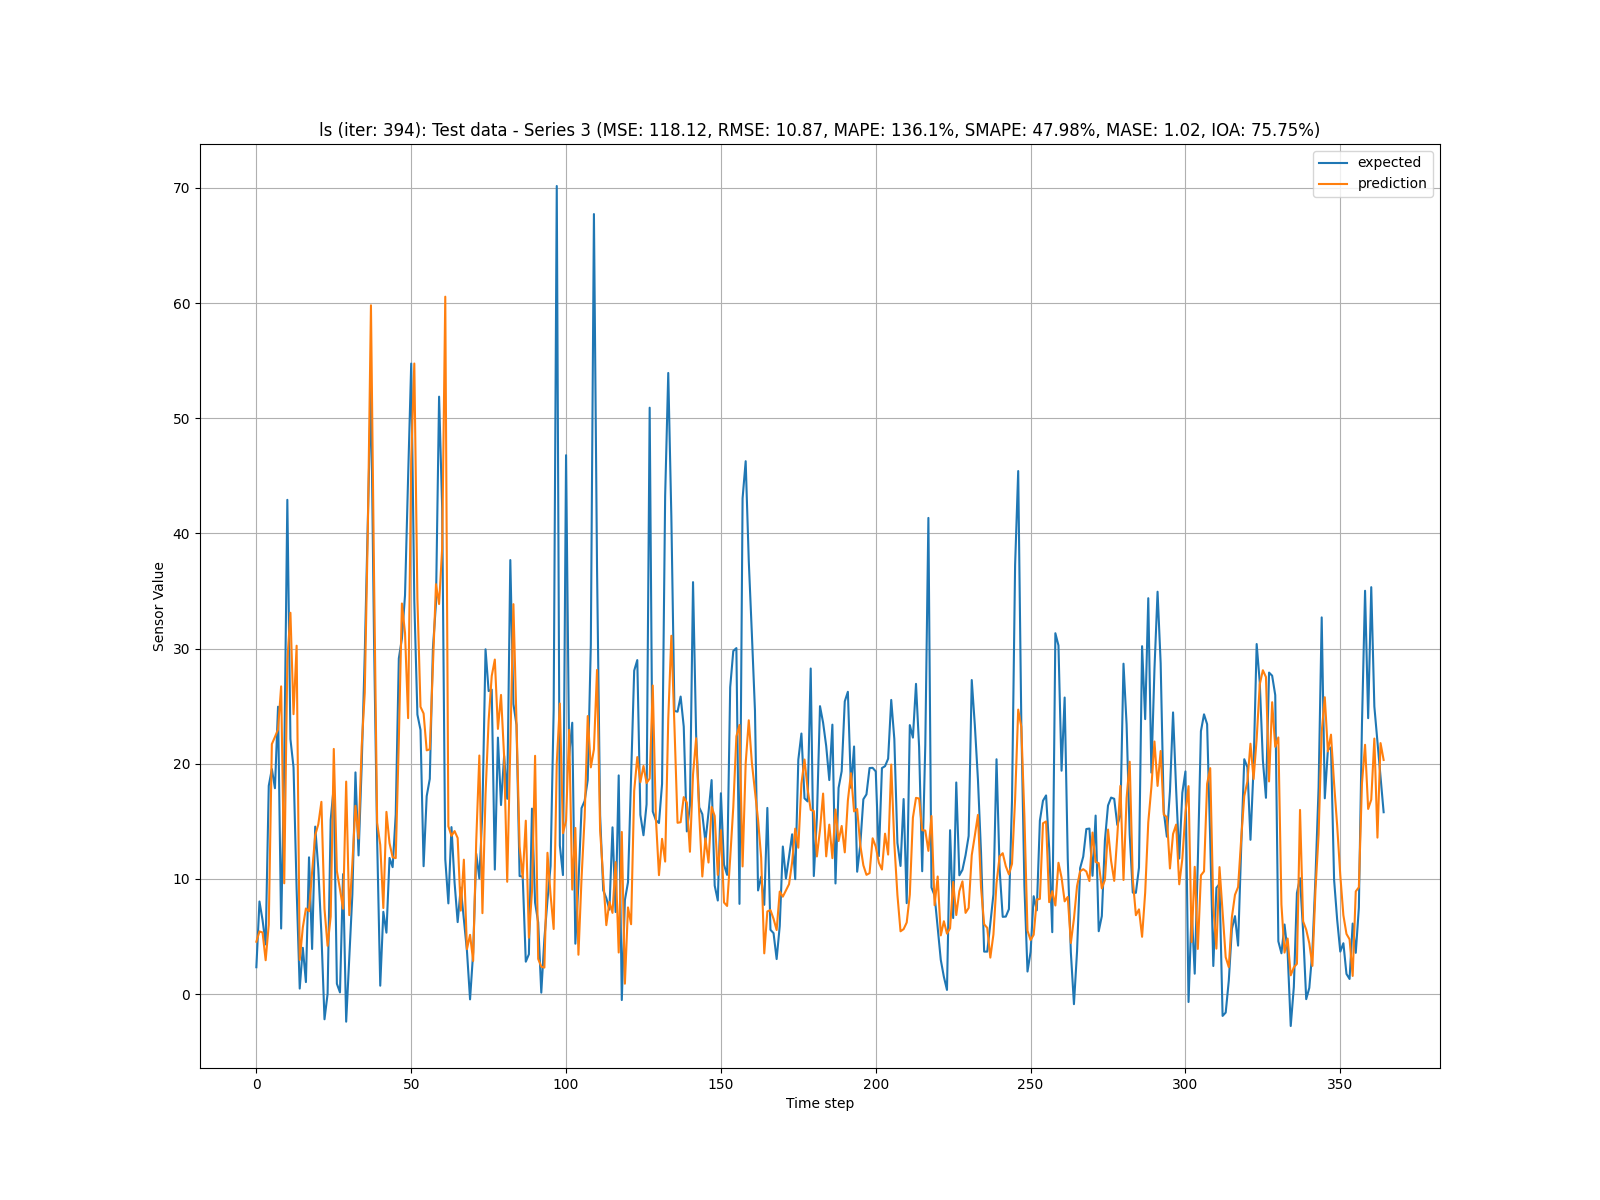 ls (iter: 394): Test data - Series 3 (MSE: 118.12, RMSE: 10.87, MAPE: 136.1%, SMAPE: 47.98%, MASE: 1.02, IOA: 75.75%)
expected
prediction
70
60
50
40
30
20
10
0
Sensor Value
0 50 100 150 200 250 300 350
Time step